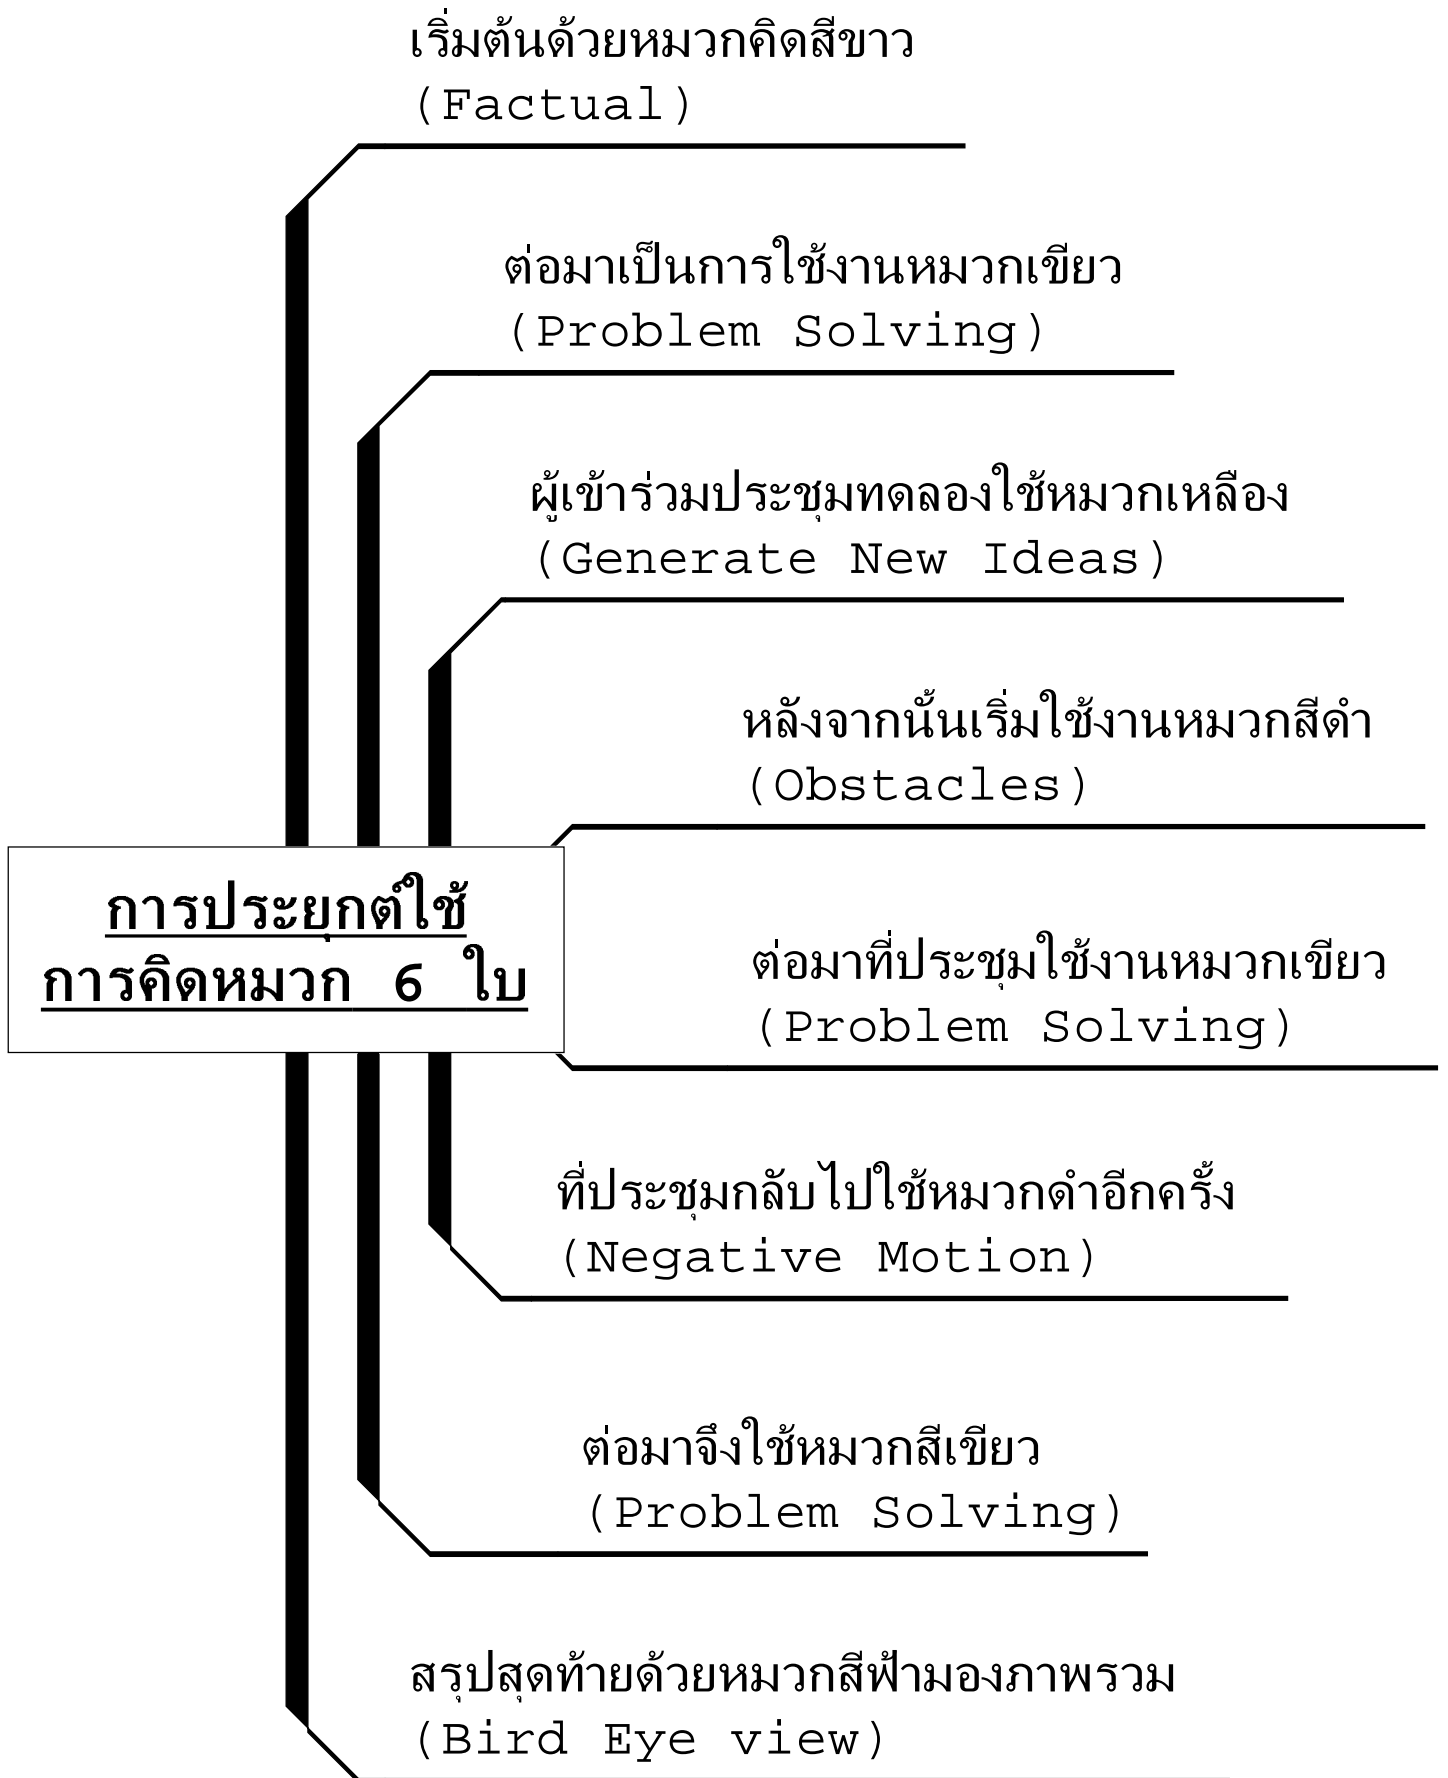 เริ่มต้นด้วยหมวกคิดสีขาว
(Factual)
ต่อมาเป็นการใช้งานหมวกเขียว
(Problem Solving)
ผู้เข้าร่วมประชุมทดลองใช้หมวกเหลือง
(Generate New Ideas)
หลังจากนั้นเริ่มใช้งานหมวกสีดำ
(Obstacles)
การประยุกต์ใช้
การคิดหมวก 6 ใบ
ต่อมาที่ประชุมใช้งานหมวกเขียว
(Problem Solving)
ที่ประชุมกลับไปใช้หมวกดำอีกครั้ง
(Negative Motion)
ต่อมาจึงใช้หมวกสีเขียว
(Problem Solving)
สรุปสุดท้ายด้วยหมวกสีฟ้ามองภาพรวม
(Bird Eye view)